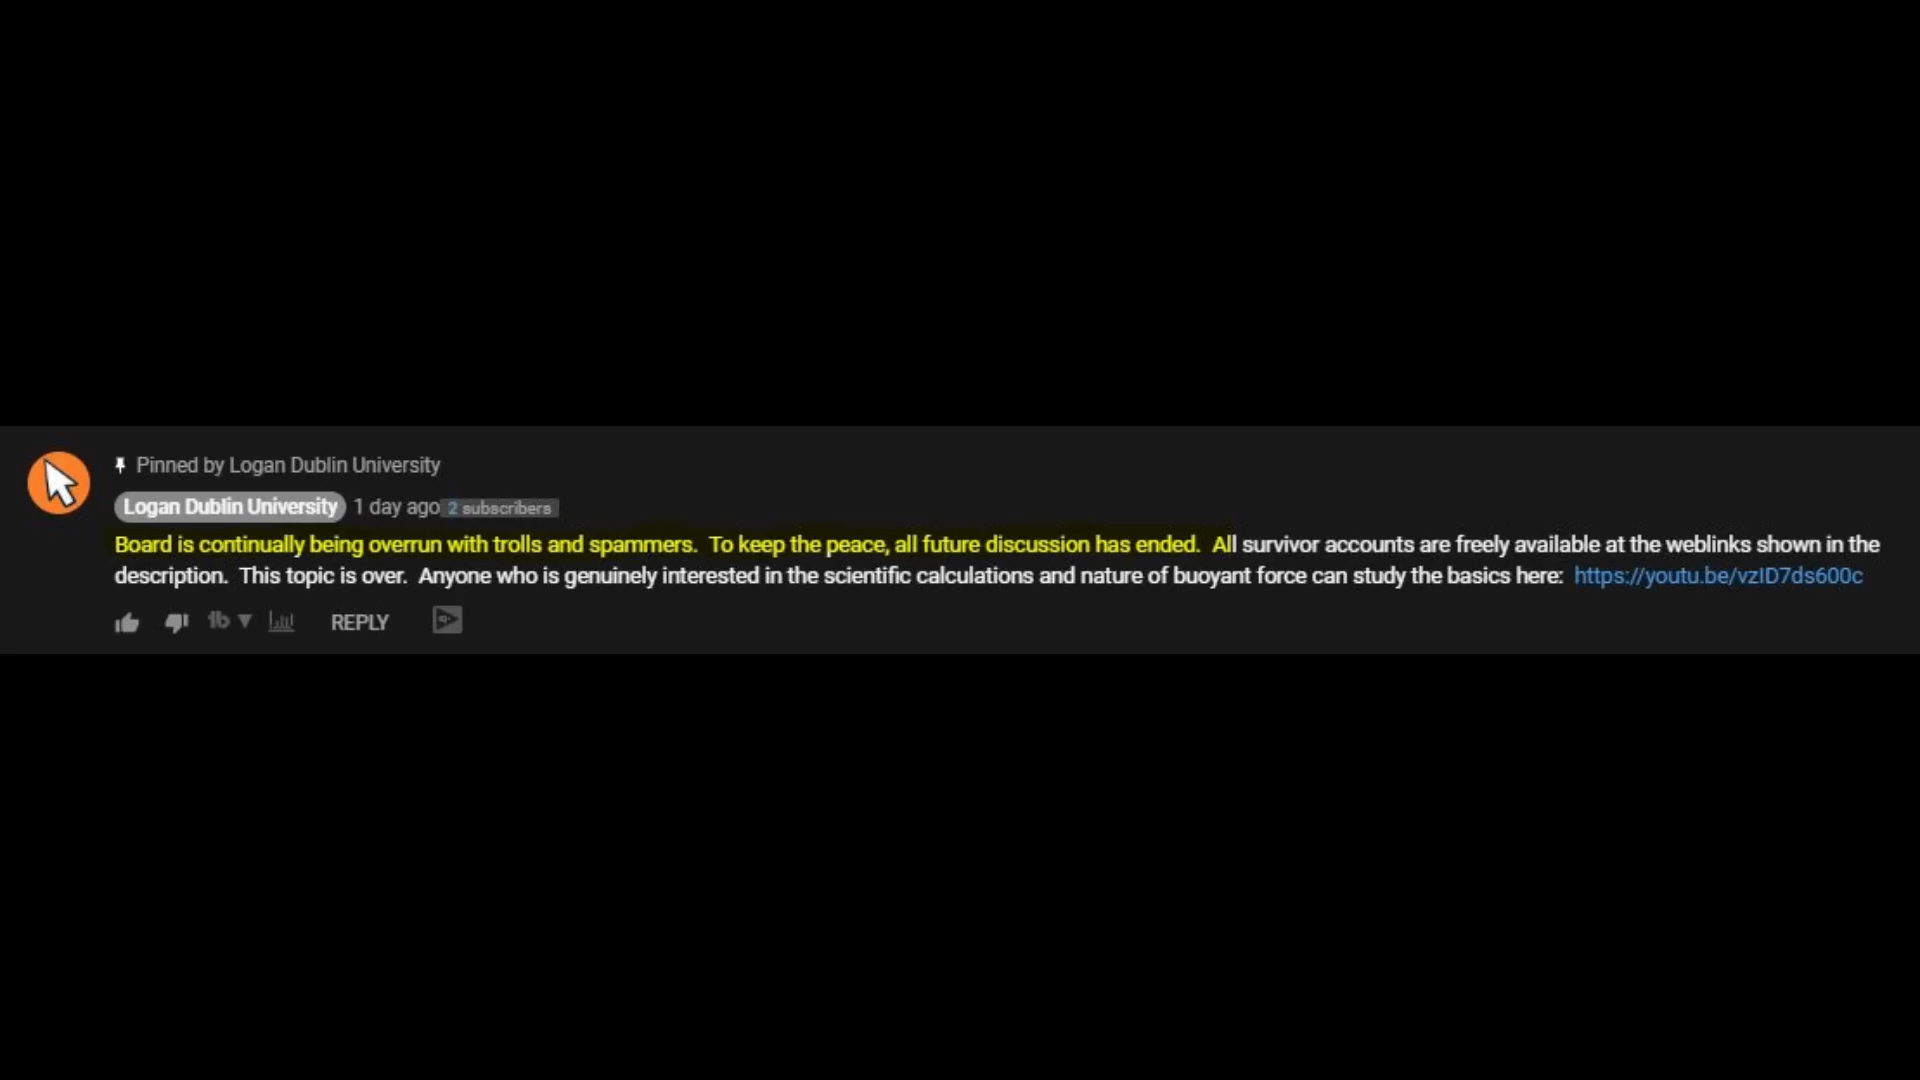 Pinned by Logan Dublin University
Logan Dublin University 1 day ago 2 subscribers
Board is continually being overrun with trolls and spammers.  To keep the peace, all future discussion has ended.  All survivor accounts are freely available at the weblinks shown in the
description.  This topic is over.  Anyone who is genuinely interested in the scientific calculations and nature of buoyant force can study the basics here:  https://youtu.be/vzID7ds600c
tb REPLY